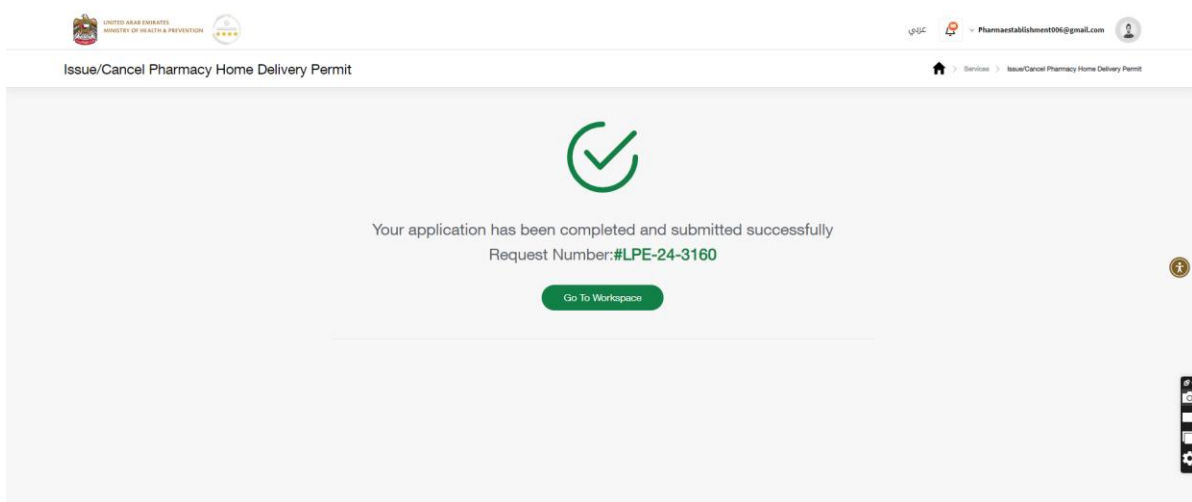 UNITED ARAB EMIRATES
MINISTRY OF HEALTH & PREVENTION
عربي
Pharmaestablishment006@gmail.com
Issue/Cancel Pharmacy Home Delivery Permit
Services > Issue/Cancel Pharmacy Home Delivery Permit
Your application has been completed and submitted successfully
Request Number:#LPE-24-3160
Go To Workspace